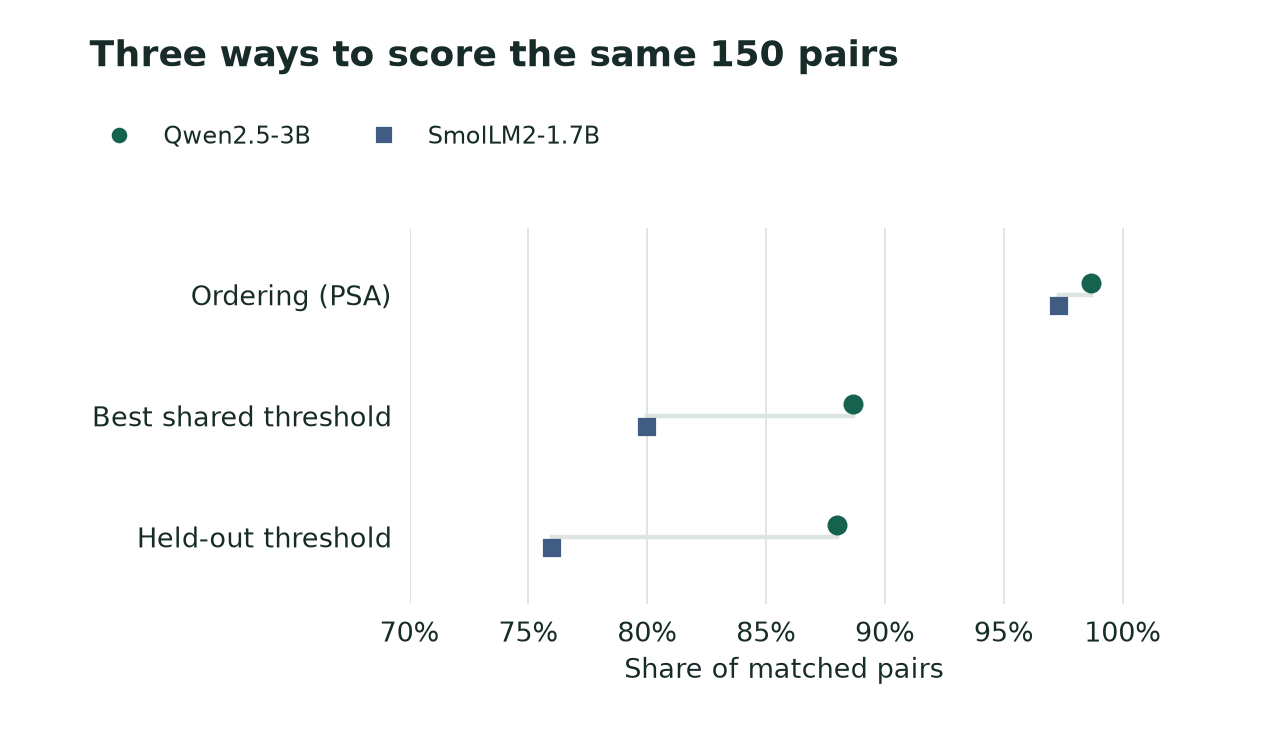 Three ways to score the same 150 pairs
Qwen2.5-3B SmolLM2-1.7B
Ordering (PSA)
Best shared threshold
Held-out threshold
70% 75% 80% 85% 90% 95% 100%
Share of matched pairs